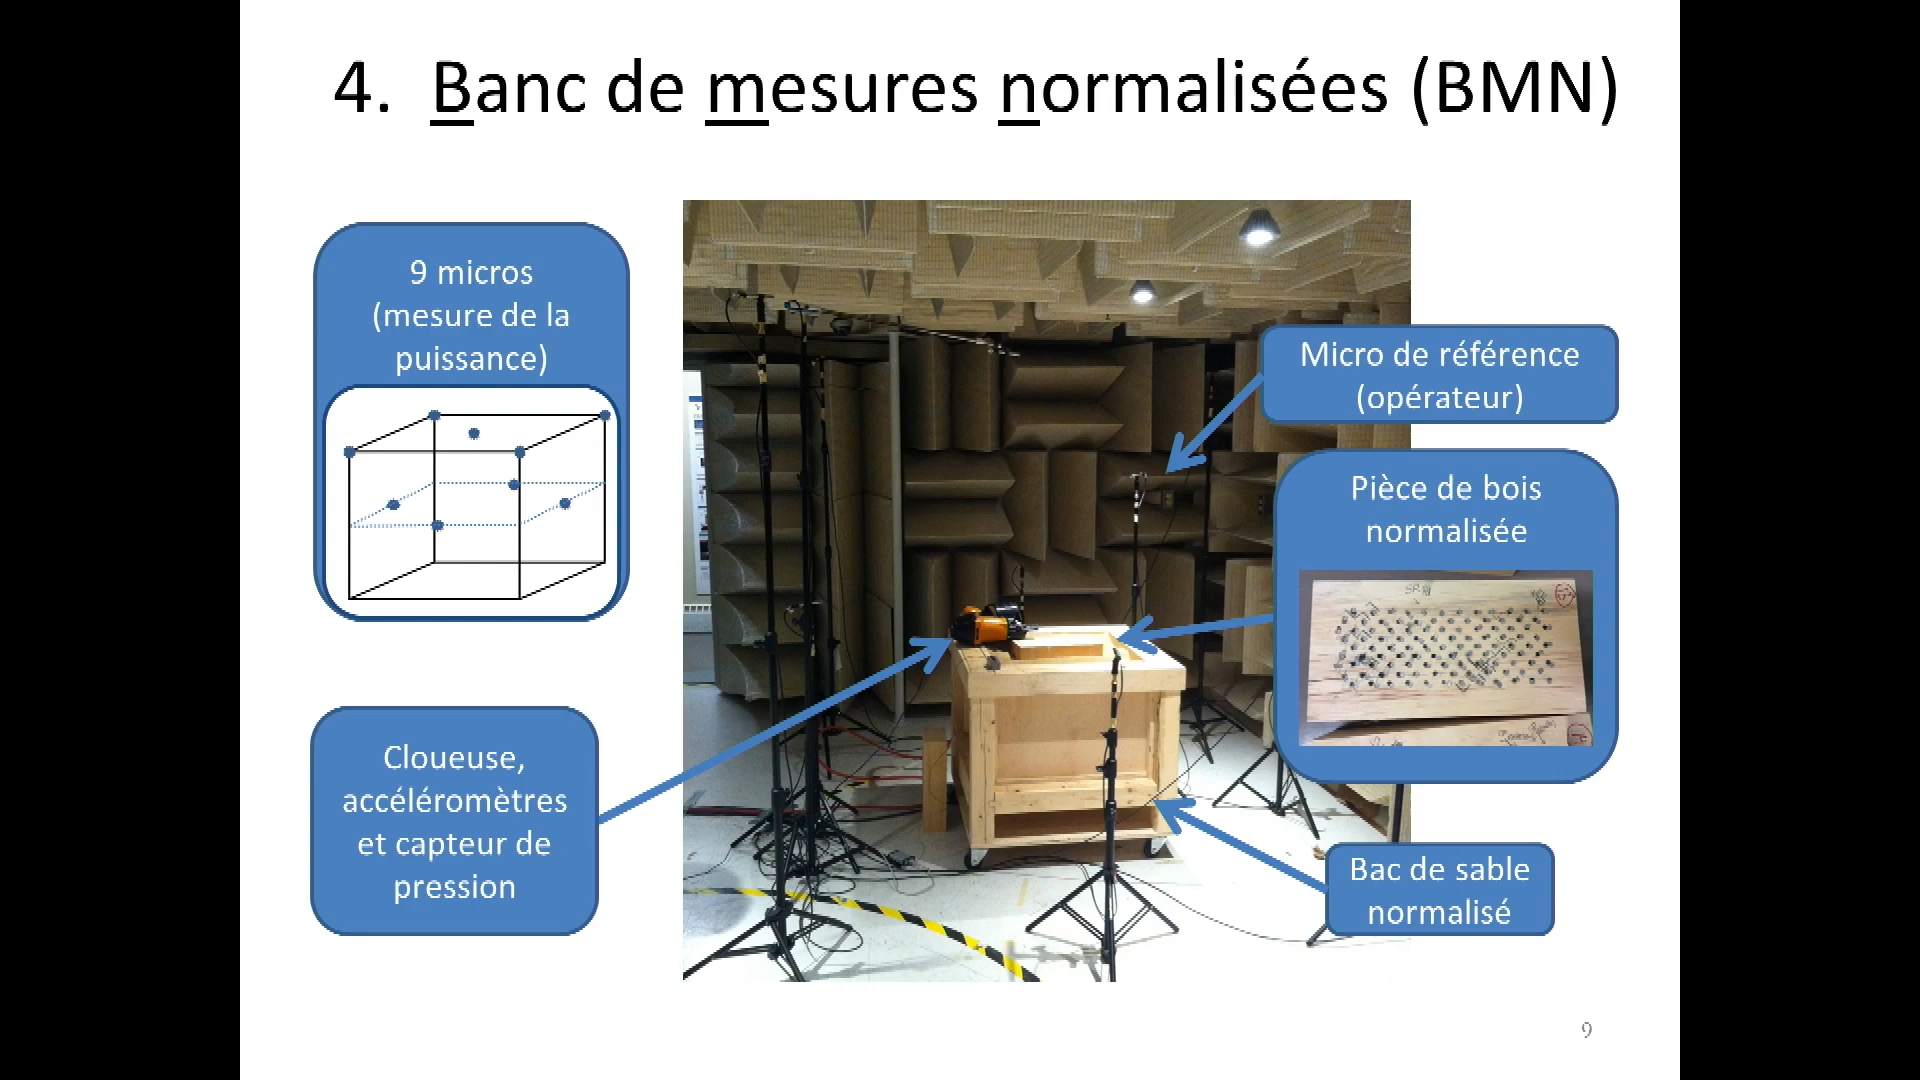 4. Banc de mesures normalisées (BMN)
9 micros
(mesure de la
puissance)
Micro de référence
(opérateur)
Pièce de bois
normalisée
Cloueuse,
accéléromètres
et capteur de
pression
Bac de sable
normalisé
9